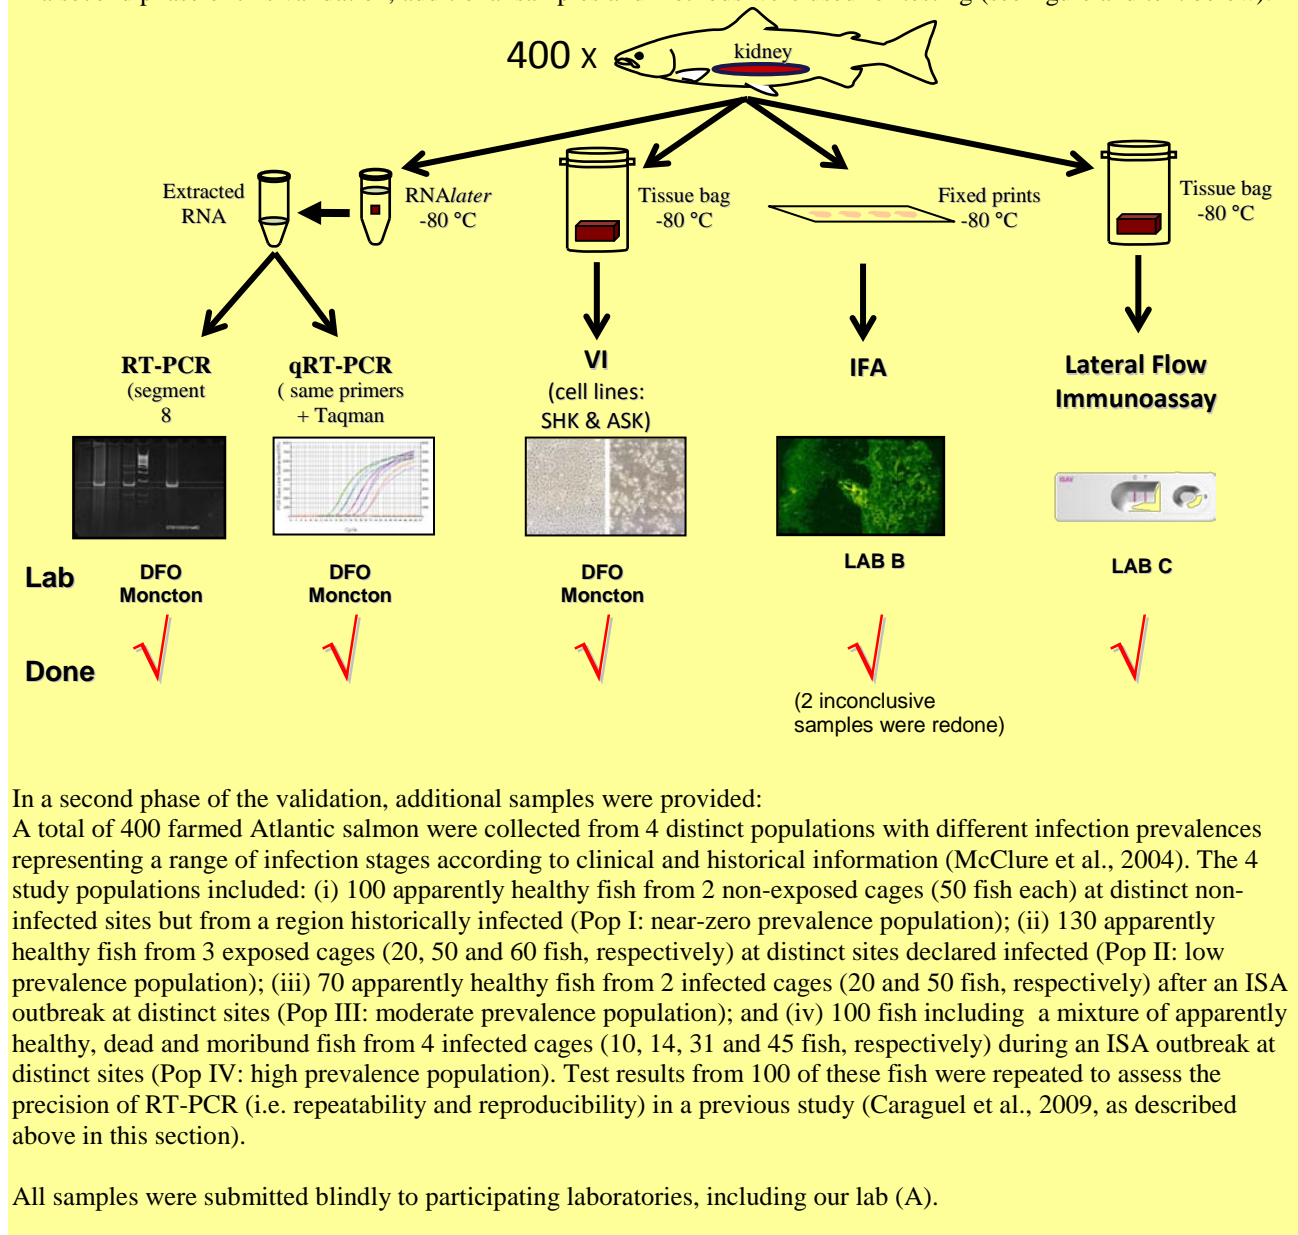 400 x
kidney
Extracted
RNA
RNAlater
-80 °C
Tissue bag
-80 °C
Fixed prints
-80 °C
Tissue bag
-80 °C
RT-PCR
(segment
8
qRT-PCR
( same primers
+ Taqman
VI
(cell lines:
SHK & ASK)
IFA
Lateral Flow
Immunoassay
ISAV
Lab
DFO
Moncton
DFO
Moncton
DFO
Moncton
LAB B
LAB C
Done
(2 inconclusive
samples were redone)
In a second phase of the validation, additional samples were provided:
A total of 400 farmed Atlantic salmon were collected from 4 distinct populations with different infection prevalences
representing a range of infection stages according to clinical and historical information (McClure et al., 2004). The 4
study populations included: (i) 100 apparently healthy fish from 2 non-exposed cages (50 fish each) at distinct non-
infected sites but from a region historically infected (Pop I: near-zero prevalence population); (ii) 130 apparently
healthy fish from 3 exposed cages (20, 50 and 60 fish, respectively) at distinct sites declared infected (Pop II: low
prevalence population); (iii) 70 apparently healthy fish from 2 infected cages (20 and 50 fish, respectively) after an ISA
outbreak at distinct sites (Pop III: moderate prevalence population); and (iv) 100 fish including a mixture of apparently
healthy, dead and moribund fish from 4 infected cages (10, 14, 31 and 45 fish, respectively) during an ISA outbreak at
distinct sites (Pop IV: high prevalence population). Test results from 100 of these fish were repeated to assess the
precision of RT-PCR (i.e. repeatability and reproducibility) in a previous study (Caraguel et al., 2009, as described
above in this section).
All samples were submitted blindly to participating laboratories, including our lab (A).